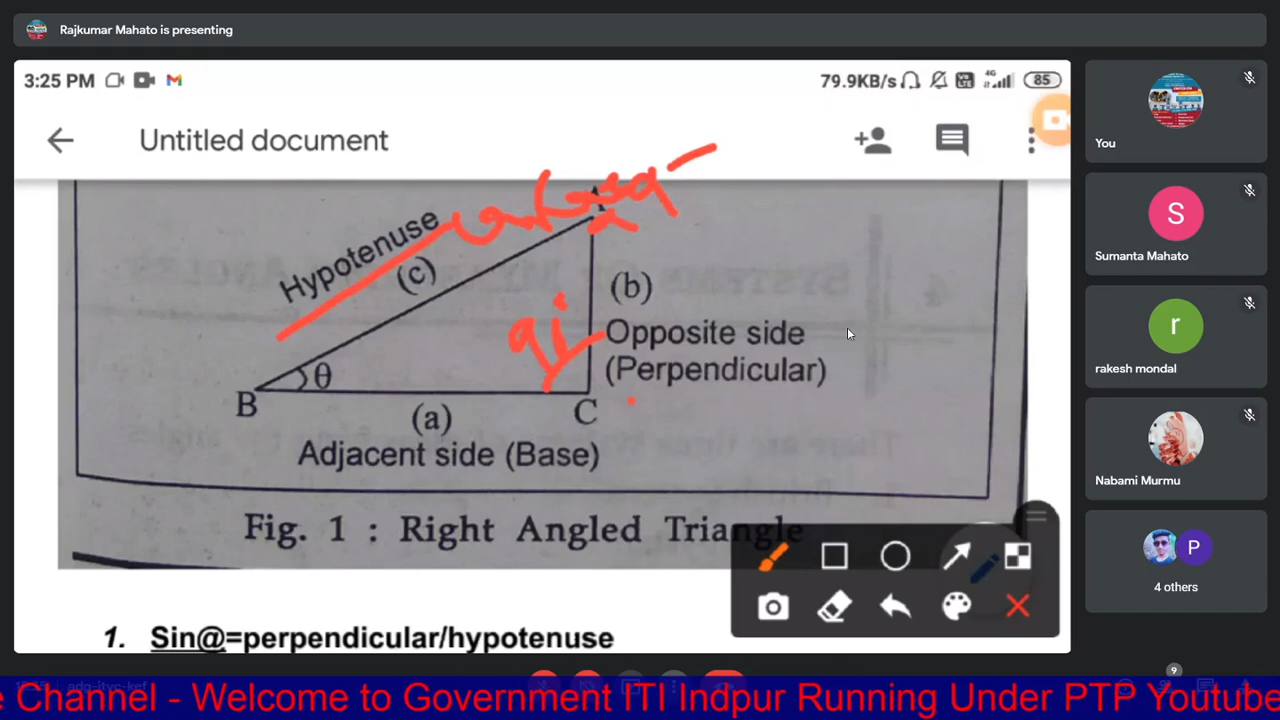 Rajkumar Mahato is presenting
3:25 PM
79.9KB/s
4G
85
Untitled document
A
Hypotenuse
(c)
(b)
Opposite side
(Perpendicular)
θ
B
(a)
C
Adjacent side (Base)
Fig. 1 : Right Angled Triangle
1. Sin@=perpendicular/hypotenuse
You
S
Sumanta Mahato
r
rakesh mondal
Nabami Murmu
P
4 others
9
e Channel - Welcome to Government ITI Indpur Running Under PTP Youtube